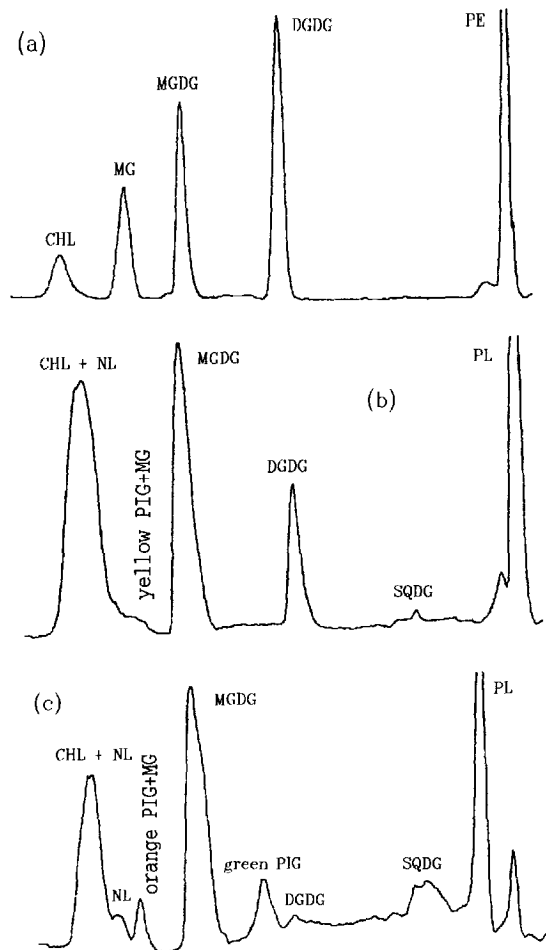 (a)
DGDG
PE
MGDG
MG
CHL
CHL + NL
MGDG
PL
(b)
yellow PIG+MG
DGDG
SQDG
(c)
MGDG
PL
CHL + NL
orange PIG+MG
NL
green PIG
DGDG
SQDG